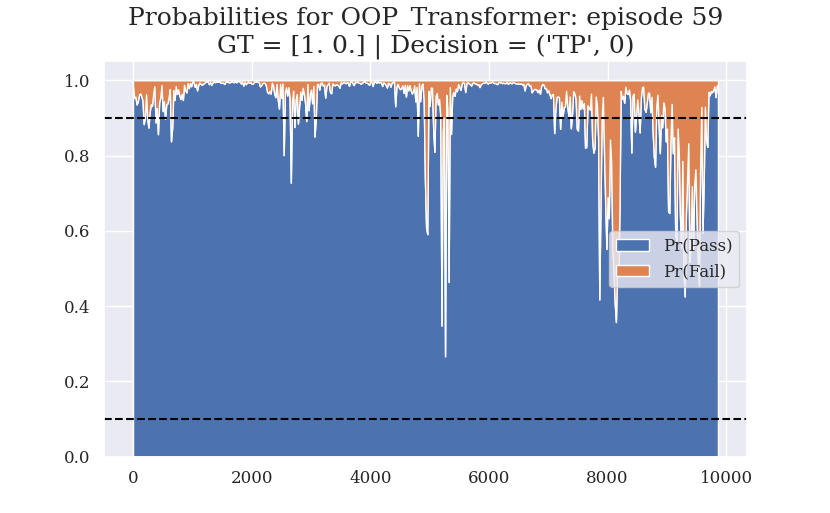 Probabilities for OOP_Transformer: episode 59
GT = [1. 0.] | Decision = ('TP', 0)
1.0
0.8
0.6
0.4
0.2
0.0
Pr(Pass)
Pr(Fail)
0 2000 4000 6000 8000 10000